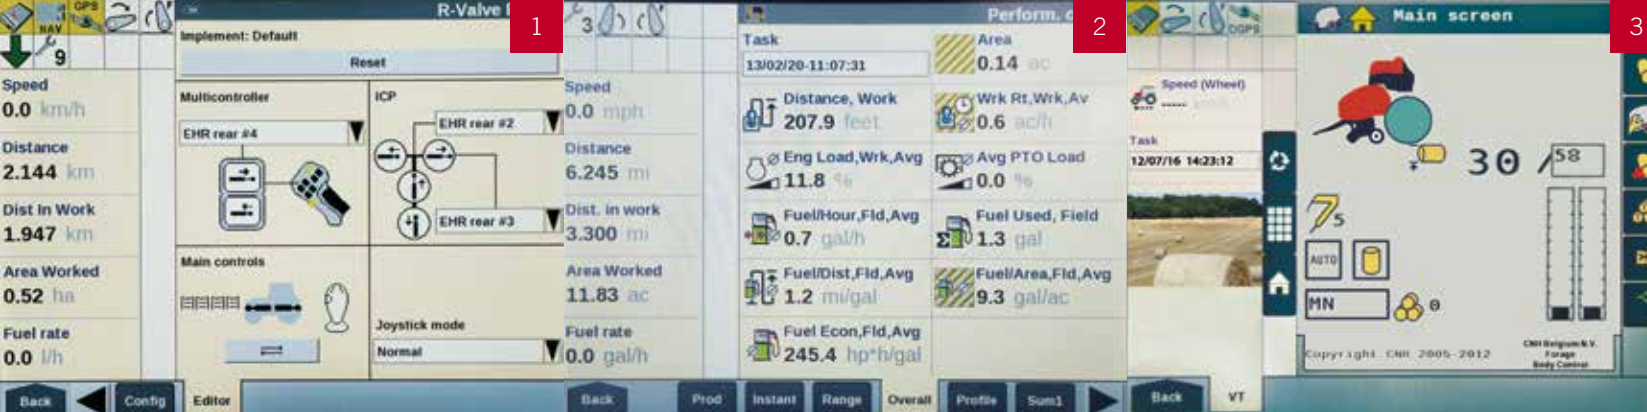 GPS
NAV
9
Speed
0.0 km/h
Distance
2.144 km
Dist In Work
1.947 km
Area Worked
0.52 ha
Fuel rate
0.0 l/h
Back
Config
Editor
R-Valve
1
Implement: Default
Reset
Multicontroller
EHR rear #4
ICP
EHR rear #2
EHR rear #3
Main controls
Joystick mode
Normal
3
Speed
0.0 mph
Distance
6.245 mi
Dist. in work
3.300 mi
Area Worked
11.83 ac
Fuel rate
0.0 gal/h
Back
Perform.
2
Task
13/02/20-11:07:31
Area
0.14 ac
Distance, Work
207.9 feet
Wrk Rt,Wrk,Av
0.6 ac/h
Eng Load,Wrk,Avg
11.8 %
Avg PTO Load
0.0 %
Fuel/Hour,Fld,Avg
0.7 gal/h
Fuel Used, Field
1.3 gal
Fuel/Dist,Fld,Avg
1.2 mi/gal
Fuel/Area,Fld,Avg
9.3 gal/ac
Fuel Econ,Fld,Avg
245.4 hp*h/gal
Prod
Instant
Range
Overall
Profile
Sum1
DGPS
Speed (Wheel)
-----
Task
12/07/16 14:23:12
Back
VT
Main screen
3
30 /58
5
AUTO
MN
0
Copyright CNH 2005-2012
CNH Belgium N.V.
Forage
Body Control